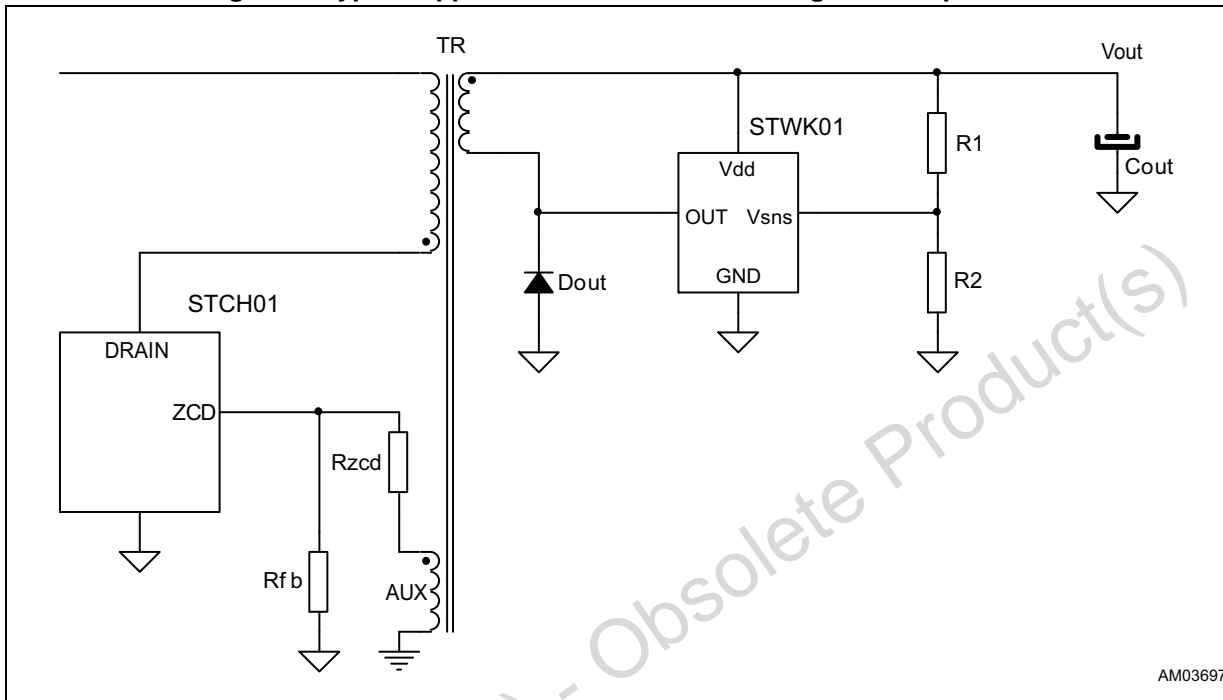 TR
Vout
STWK01
R1
Vdd
Cout
OUT
Vsns
GND
Dout
R2
STCH01
DRAIN
ZCD
Rzcd
Rfb
AUX
) - Obsolete Product(s)
AM03697